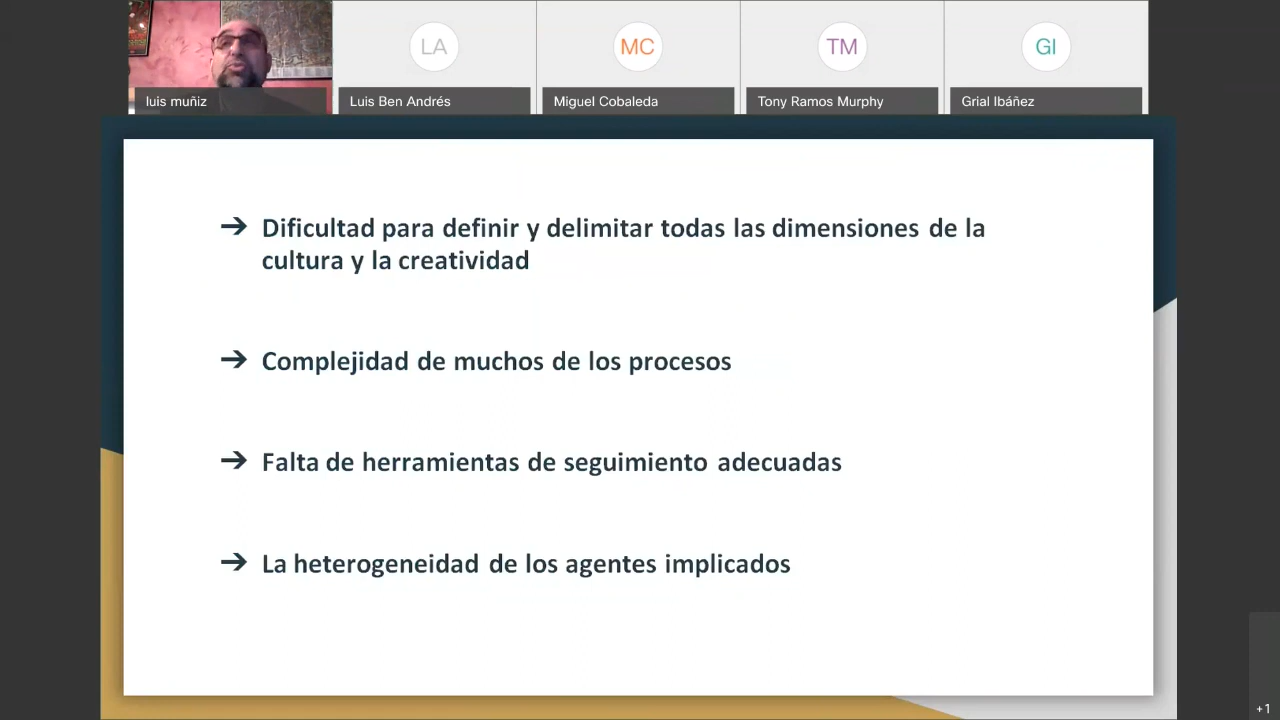 LA
MC
TM
GI
luis muñiz
Luis Ben Andrés
Miguel Cobaleda
Tony Ramos Murphy
Grial Ibáñez
→ Dificultad para definir y delimitar todas las dimensiones de la
cultura y la creatividad
→ Complejidad de muchos de los procesos
→ Falta de herramientas de seguimiento adecuadas
→ La heterogeneidad de los agentes implicados
+1